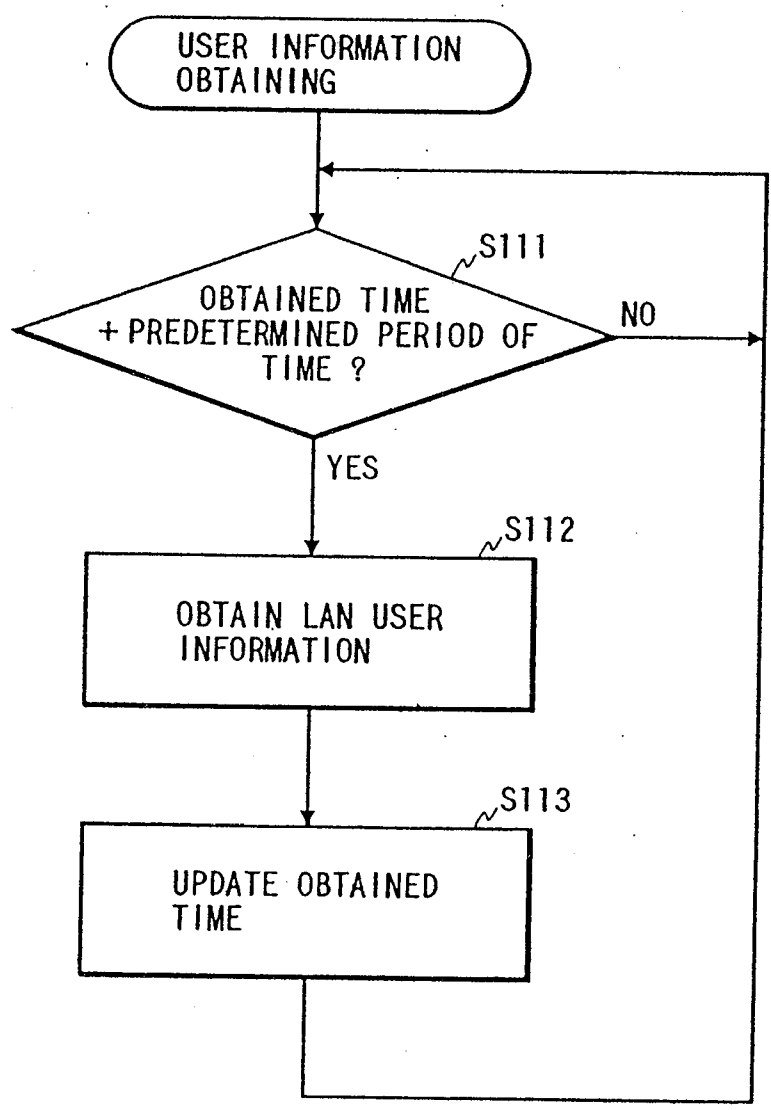 USER INFORMATION
OBTAINING
S111
OBTAINED TIME
+ PREDETERMINED PERIOD OF
TIME ?
NO
YES
S112
OBTAIN LAN USER
INFORMATION
S113
UPDATE OBTAINED
TIME